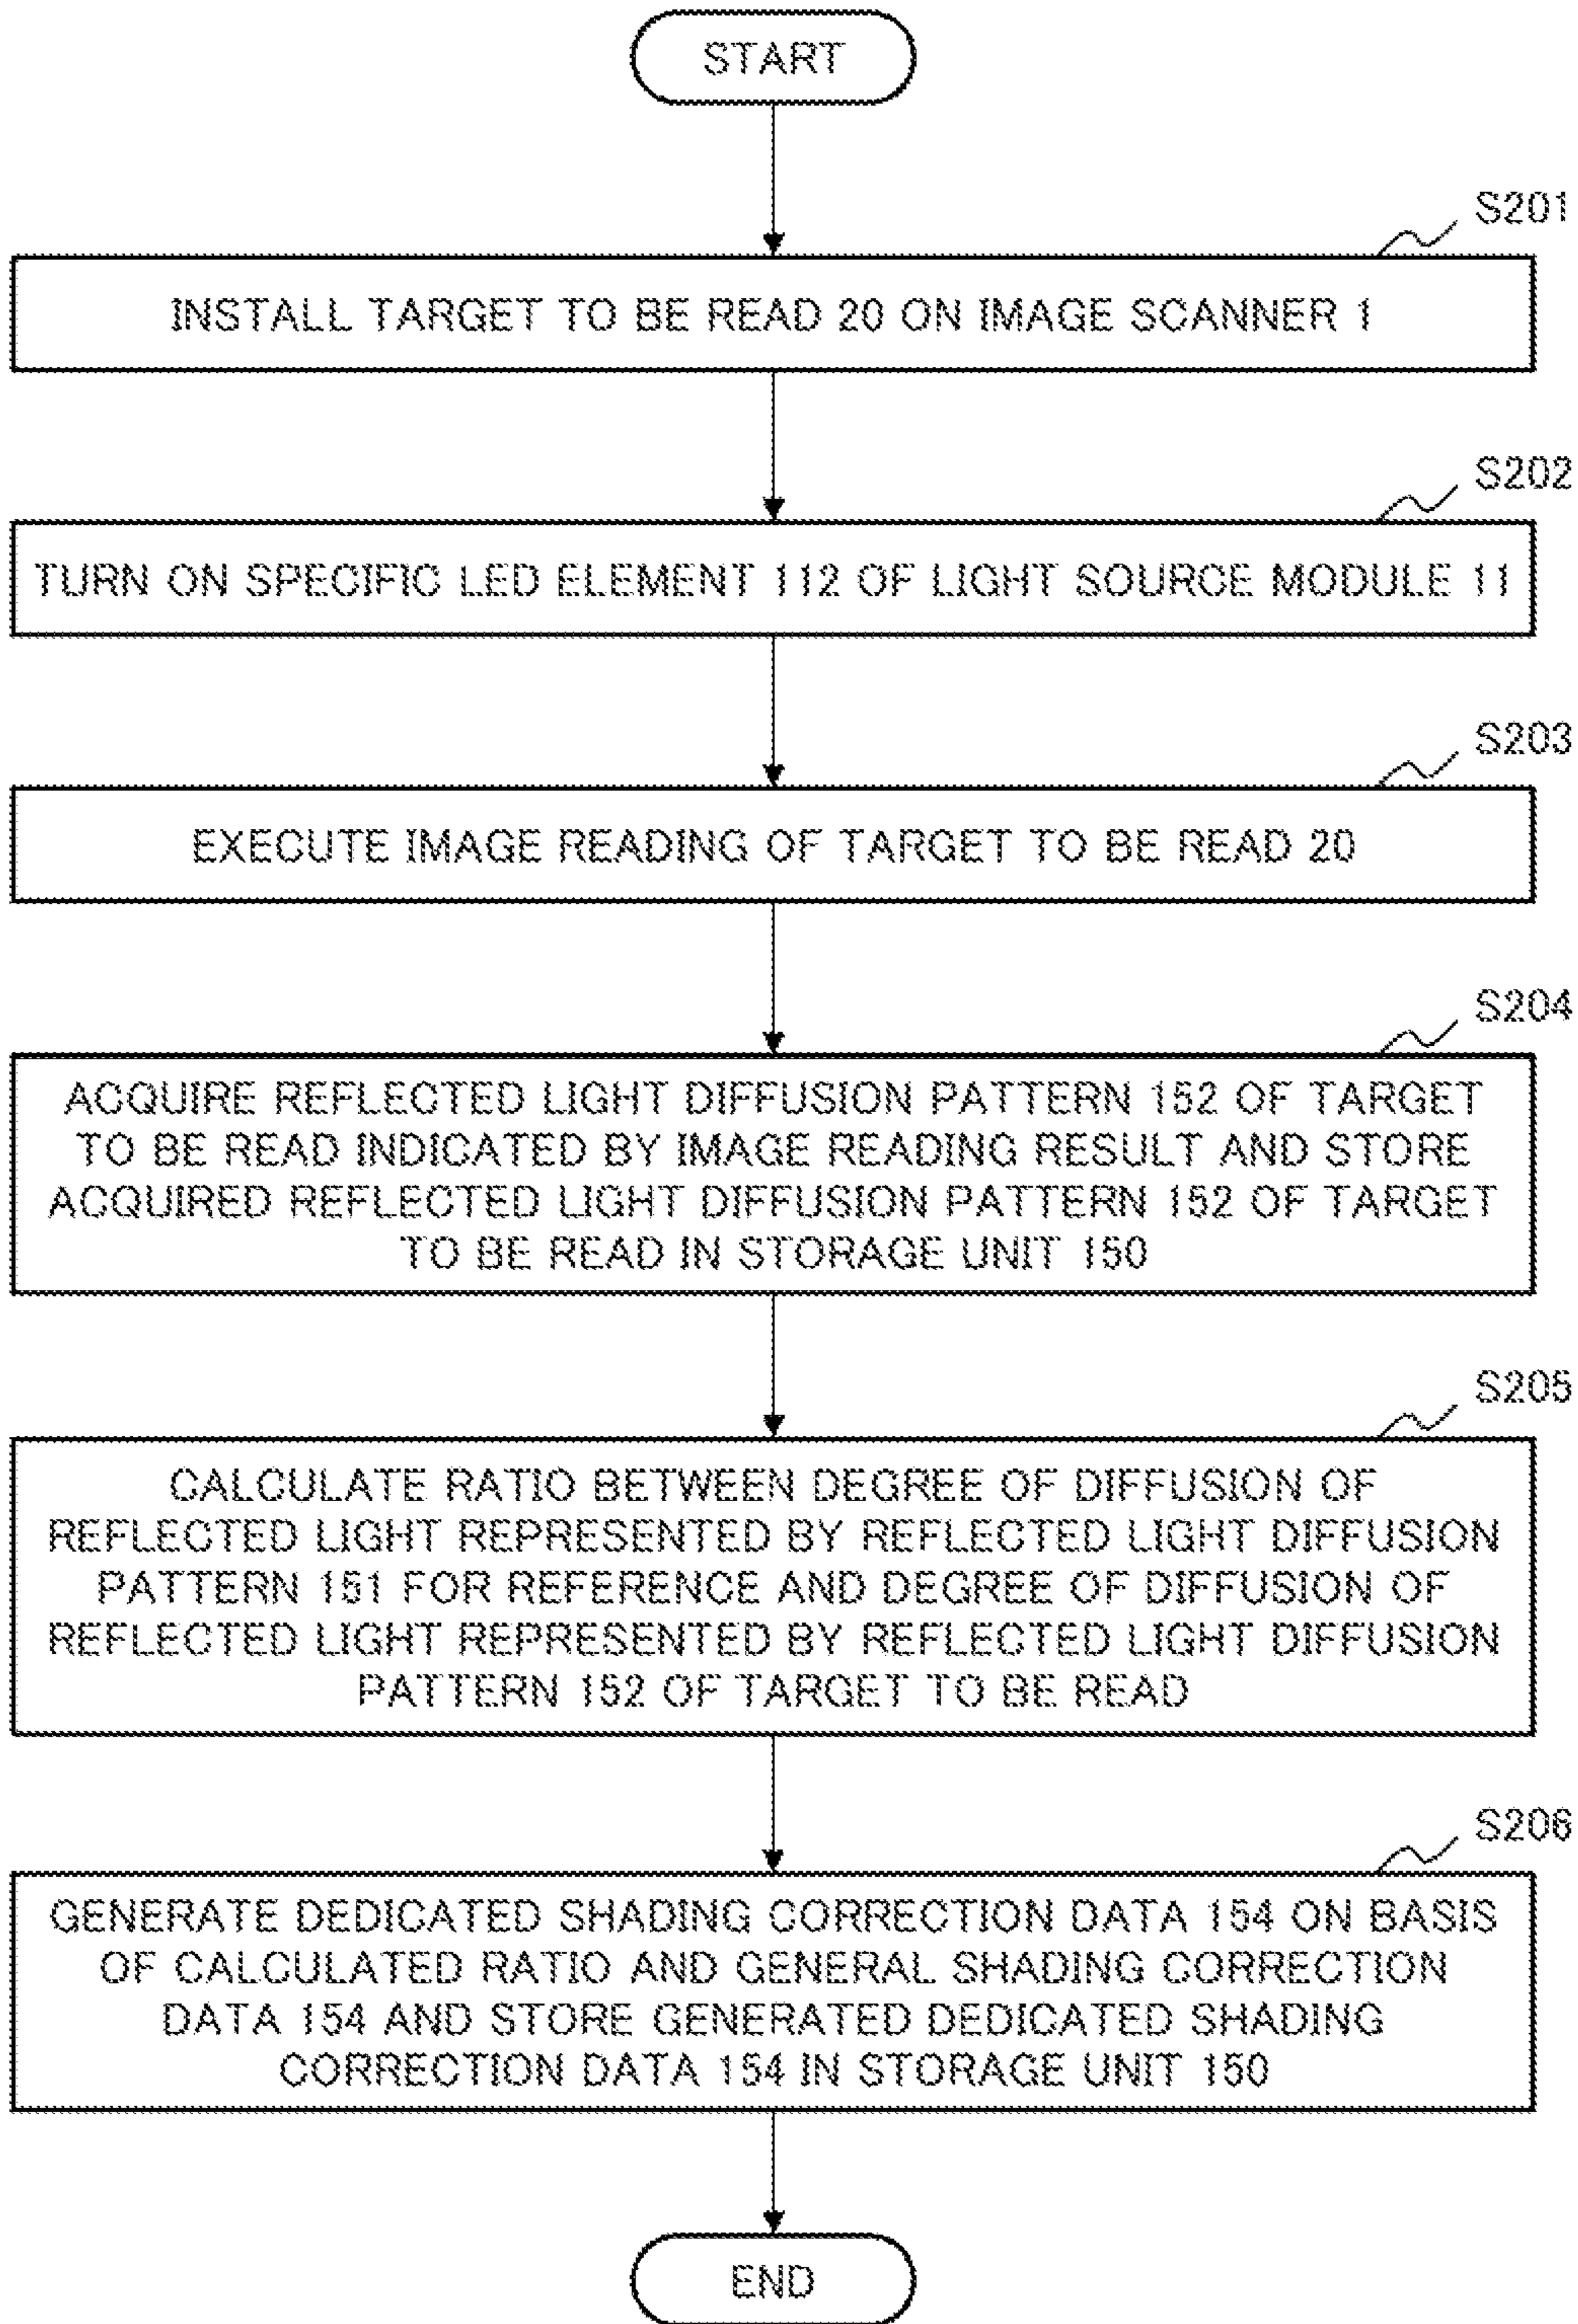 START
S201
INSTALL TARGET TO BE READ 20 ON IMAGE SCANNER 1
S202
TURN ON SPECIFIC LED ELEMENT 112 OF LIGHT SOURCE MODULE 11
S203
EXECUTE IMAGE READING OF TARGET TO BE READ 20
S204
ACQUIRE REFLECTED LIGHT DIFFUSION PATTERN 152 OF TARGET
TO BE READ INDICATED BY IMAGE READING RESULT AND STORE
ACQUIRED REFLECTED LIGHT DIFFUSION PATTERN 152 OF TARGET
TO BE READ IN STORAGE UNIT 150
S205
CALCULATE RATIO BETWEEN DEGREE OF DIFFUSION OF
REFLECTED LIGHT REPRESENTED BY REFLECTED LIGHT DIFFUSION
PATTERN 151 FOR REFERENCE AND DEGREE OF DIFFUSION OF
REFLECTED LIGHT REPRESENTED BY REFLECTED LIGHT DIFFUSION
PATTERN 152 OF TARGET TO BE READ
S206
GENERATE DEDICATED SHADING CORRECTION DATA 154 ON BASIS
OF CALCULATED RATIO AND GENERAL SHADING CORRECTION
DATA 154 AND STORE GENERATED DEDICATED SHADING
CORRECTION DATA 154 IN STORAGE UNIT 150
END